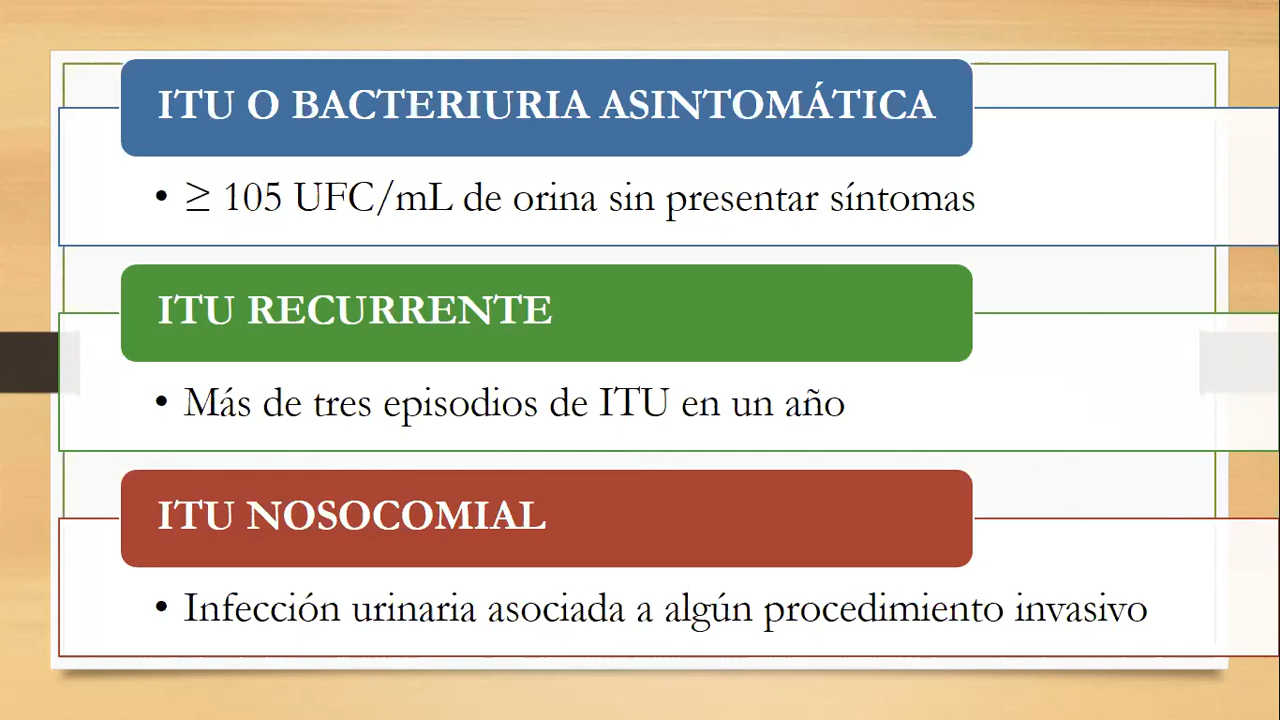 ITU O BACTERIURIA ASINTOMÁTICA
• ≥ 105 UFC/mL de orina sin presentar síntomas
ITU RECURRENTE
• Más de tres episodios de ITU en un año
ITU NOSOCOMIAL
• Infección urinaria asociada a algún procedimiento invasivo